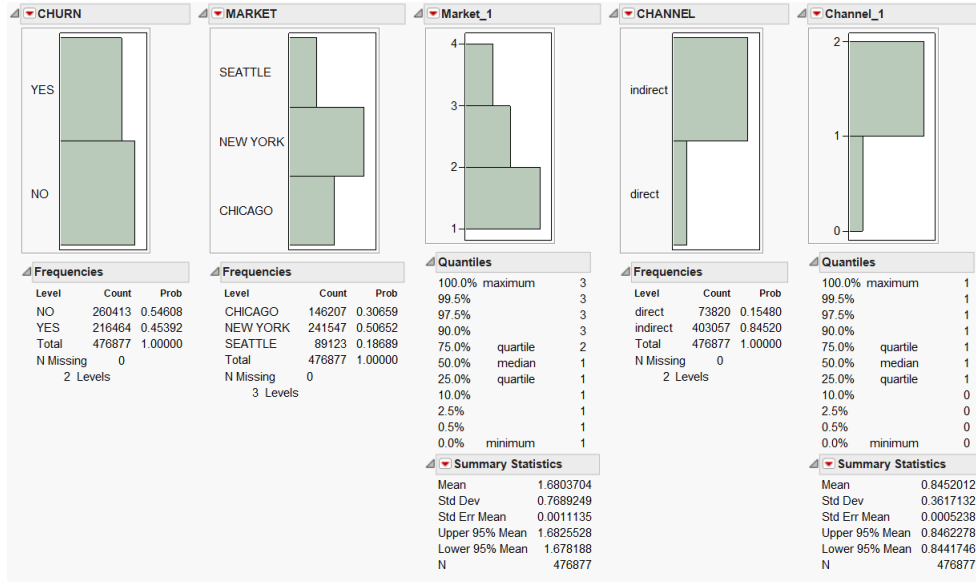 CHURN
YES
NO
Frequencies
Level Count Prob
NO 260413 0.54608
YES 216464 0.45392
Total 476877 1.00000
N Missing 0
2 Levels
MARKET
SEATTLE
NEW YORK
CHICAGO
Frequencies
Level Count Prob
CHICAGO 146207 0.30659
NEW YORK 241547 0.50652
SEATTLE 89123 0.18689
Total 476877 1.00000
N Missing 0
3 Levels
Market_1
4
3
2
1
Quantiles
100.0% maximum 3
99.5% 3
97.5% 3
90.0% 3
75.0% quartile 2
50.0% median 1
25.0% quartile 1
10.0% 1
2.5% 1
0.5% 1
0.0% minimum 1
Summary Statistics
Mean 1.6803704
Std Dev 0.7689249
Std Err Mean 0.0011135
Upper 95% Mean 1.6825528
Lower 95% Mean 1.678188
N 476877
CHANNEL
indirect
direct
Frequencies
Level Count Prob
direct 73820 0.15480
indirect 403057 0.84520
Total 476877 1.00000
N Missing 0
2 Levels
Channel_1
2
1
0
Quantiles
100.0% maximum 1
99.5% 1
97.5% 1
90.0% 1
75.0% quartile 1
50.0% median 1
25.0% quartile 1
10.0% 0
2.5% 0
0.5% 0
0.0% minimum 0
Summary Statistics
Mean 0.8452012
Std Dev 0.3617132
Std Err Mean 0.0005238
Upper 95% Mean 0.8462278
Lower 95% Mean 0.8441746
N 476877